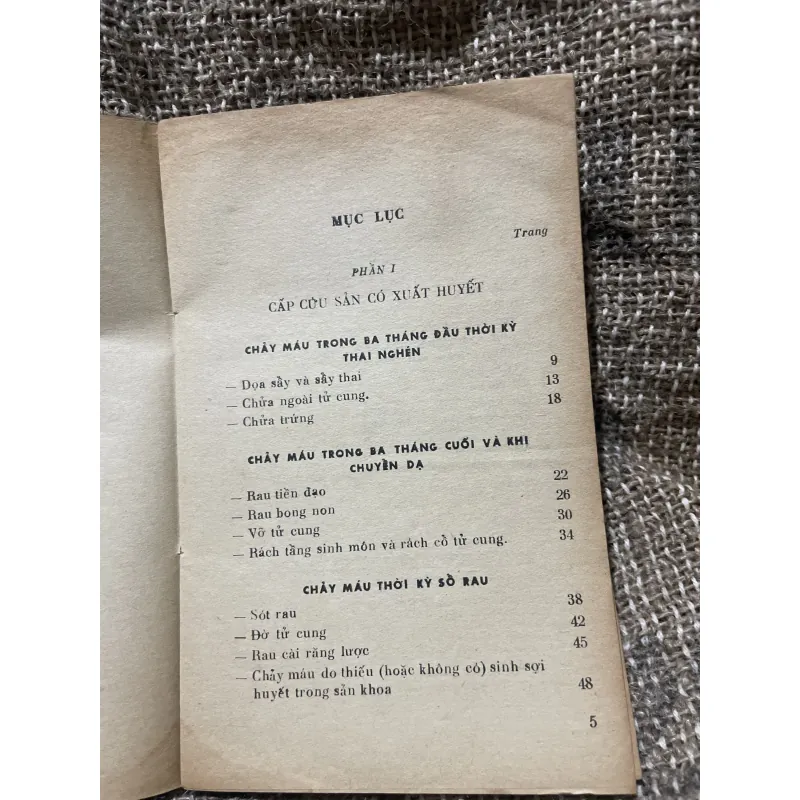 MỤC LỤC
Trang
PHẦN I
CẤP CỨU SẢN CÓ XUẤT HUYẾT
CHẢY MÁU TRONG BA THÁNG ĐẦU THỜI KỲ
THAI NGHÉN
— Dọa sẩy và sẩy thai 9
— Chửa ngoài tử cung. 13
— Chửa trứng 18
CHẢY MÁU TRONG BA THÁNG CUỐI VÀ KHI
CHUYỂN DẠ
— Rau tiền đạo 22
— Rau bong non 26
— Vỡ tử cung 30
— Rách tầng sinh môn và rách cổ tử cung. 34
CHẢY MÁU THỜI KỲ SỔ RAU
— Sót rau 38
— Đờ tử cung 42
— Rau cài răng lược 45
— Chảy máu do thiếu (hoặc không có) sinh sợi
huyết trong sản khoa 48
5